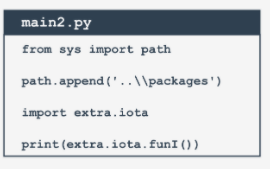 main2.py
from sys import path
path.append('..\\packages')
import extra.iota
print(extra.iota.funI())